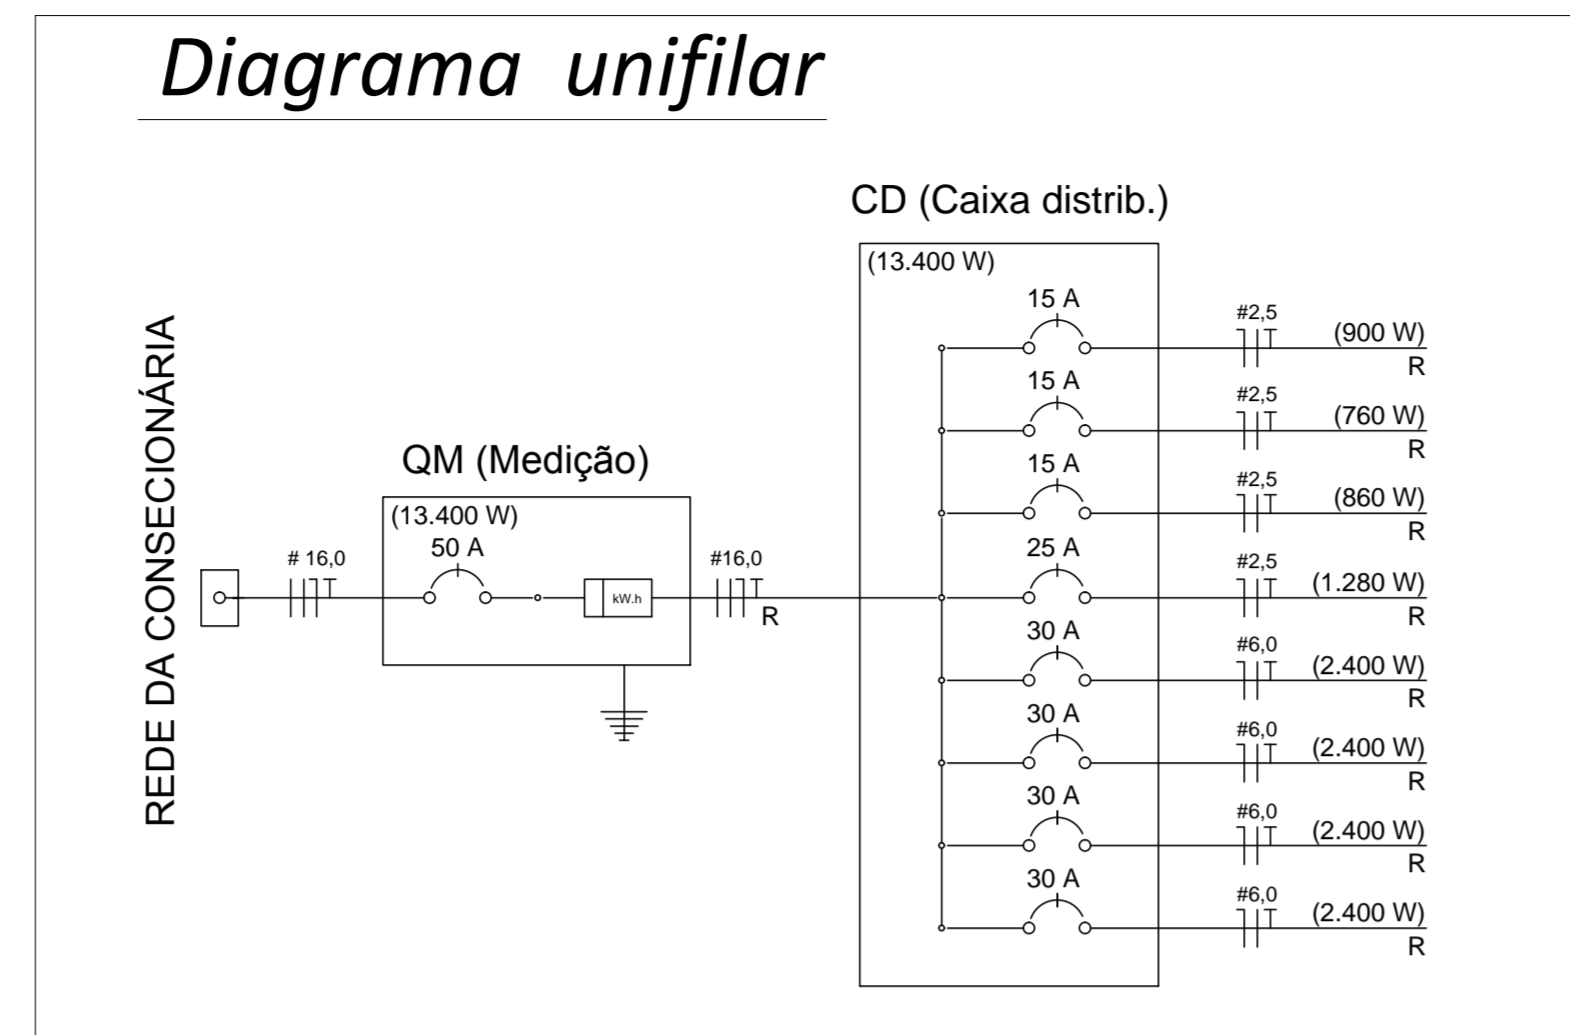 Diagrama unifilar
CD (Caixa distrib.)
(13.400 W)
REDE DA CONSECIONÁRIA
QM (Medição)
(13.400 W)
50 A
# 16,0
kW.h
#16,0
R
15 A
#2,5
(900 W)
R
15 A
#2,5
(760 W)
R
15 A
#2,5
(860 W)
R
25 A
#2,5
(1.280 W)
R
30 A
#6,0
(2.400 W)
R
30 A
#6,0
(2.400 W)
R
30 A
#6,0
(2.400 W)
R
30 A
#6,0
(2.400 W)
R